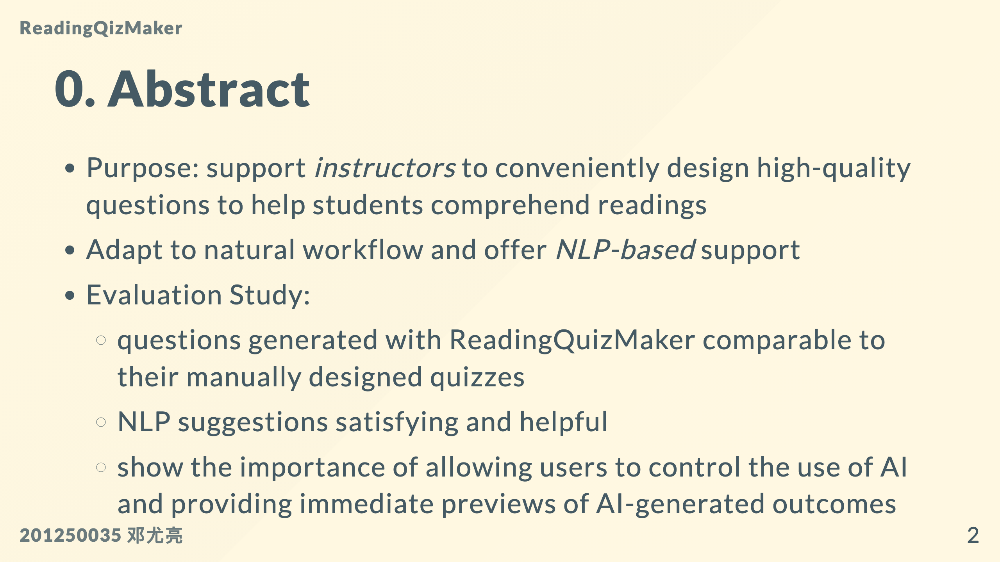 ReadingQizMaker
0. Abstract
• Purpose: support instructors to conveniently design high-quality
questions to help students comprehend readings
• Adapt to natural workflow and offer NLP-based support
• Evaluation Study:
○ questions generated with ReadingQuizMaker comparable to
their manually designed quizzes
○ NLP suggestions satisfying and helpful
○ show the importance of allowing users to control the use of AI
and providing immediate previews of AI-generated outcomes
201250035 邓尤亮
2